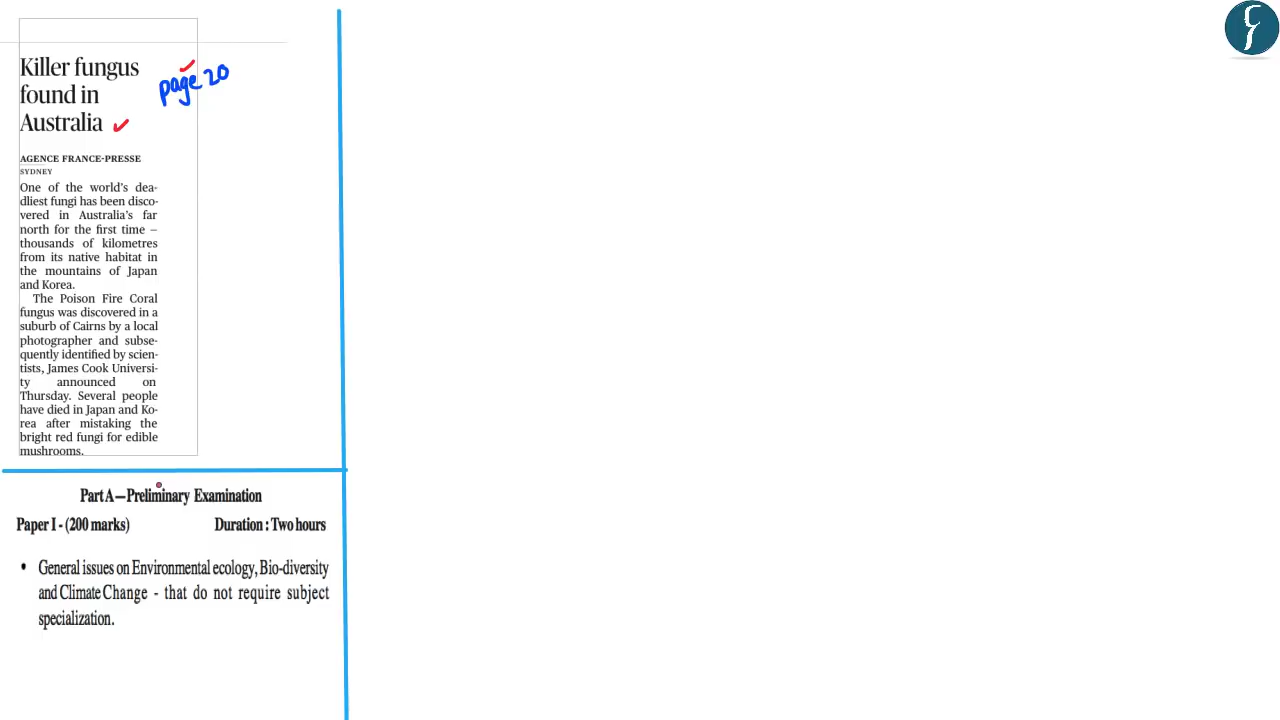 Killer fungus
found in
Australia
page 20
AGENCE FRANCE-PRESSE
SYDNEY
One of the world's dea-
dliest fungi has been disco-
vered in Australia's far
north for the first time –
thousands of kilometres
from its native habitat in
the mountains of Japan
and Korea.
The Poison Fire Coral
fungus was discovered in a
suburb of Cairns by a local
photographer and subse-
quently identified by scien-
tists, James Cook Universi-
ty announced on
Thursday. Several people
have died in Japan and Ko-
rea after mistaking the
bright red fungi for edible
mushrooms.
Part A—Preliminary Examination
Paper I - (200 marks) Duration : Two hours
• General issues on Environmental ecology, Bio-diversity
and Climate Change - that do not require subject
specialization.